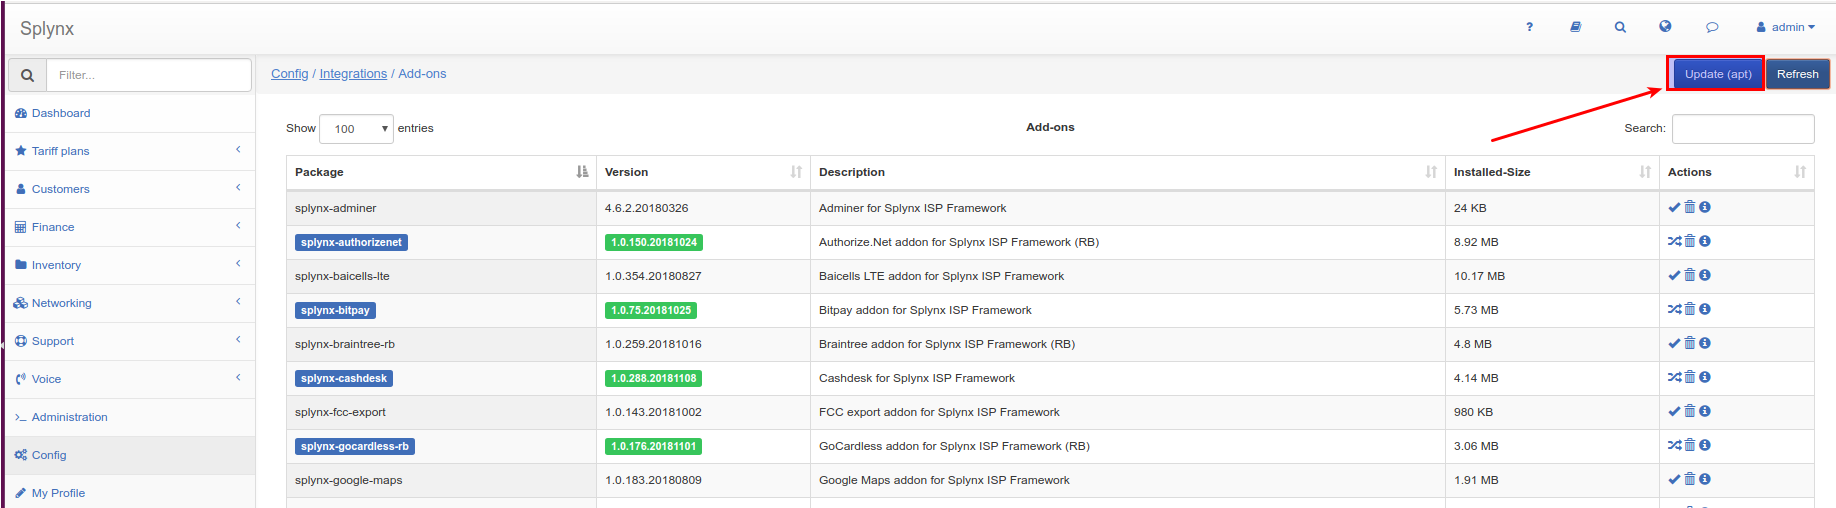 Splynx
? admin
Filter...
Config / Integrations / Add-ons
Update (apt) Refresh
Dashboard
Tariff plans
Customers
Finance
Inventory
Networking
Support
Voice
Administration
Config
My Profile
Show 100 entries
Add-ons
Search:
Package Version Description Installed-Size Actions
splynx-adminer 4.6.2.20180326 Adminer for Splynx ISP Framework 24 KB
splynx-authorizenet 1.0.150.20181024 Authorize.Net addon for Splynx ISP Framework (RB) 8.92 MB
splynx-baicells-lte 1.0.354.20180827 Baicells LTE addon for Splynx ISP Framework 10.17 MB
splynx-bitpay 1.0.75.20181025 Bitpay addon for Splynx ISP Framework 5.73 MB
splynx-braintree-rb 1.0.259.20181016 Braintree addon for Splynx ISP Framework (RB) 4.8 MB
splynx-cashdesk 1.0.288.20181108 Cashdesk for Splynx ISP Framework 4.14 MB
splynx-fcc-export 1.0.143.20181002 FCC export addon for Splynx ISP Framework 980 KB
splynx-gocardless-rb 1.0.176.20181101 GoCardless addon for Splynx ISP Framework (RB) 3.06 MB
splynx-google-maps 1.0.183.20180809 Google Maps addon for Splynx ISP Framework 1.91 MB